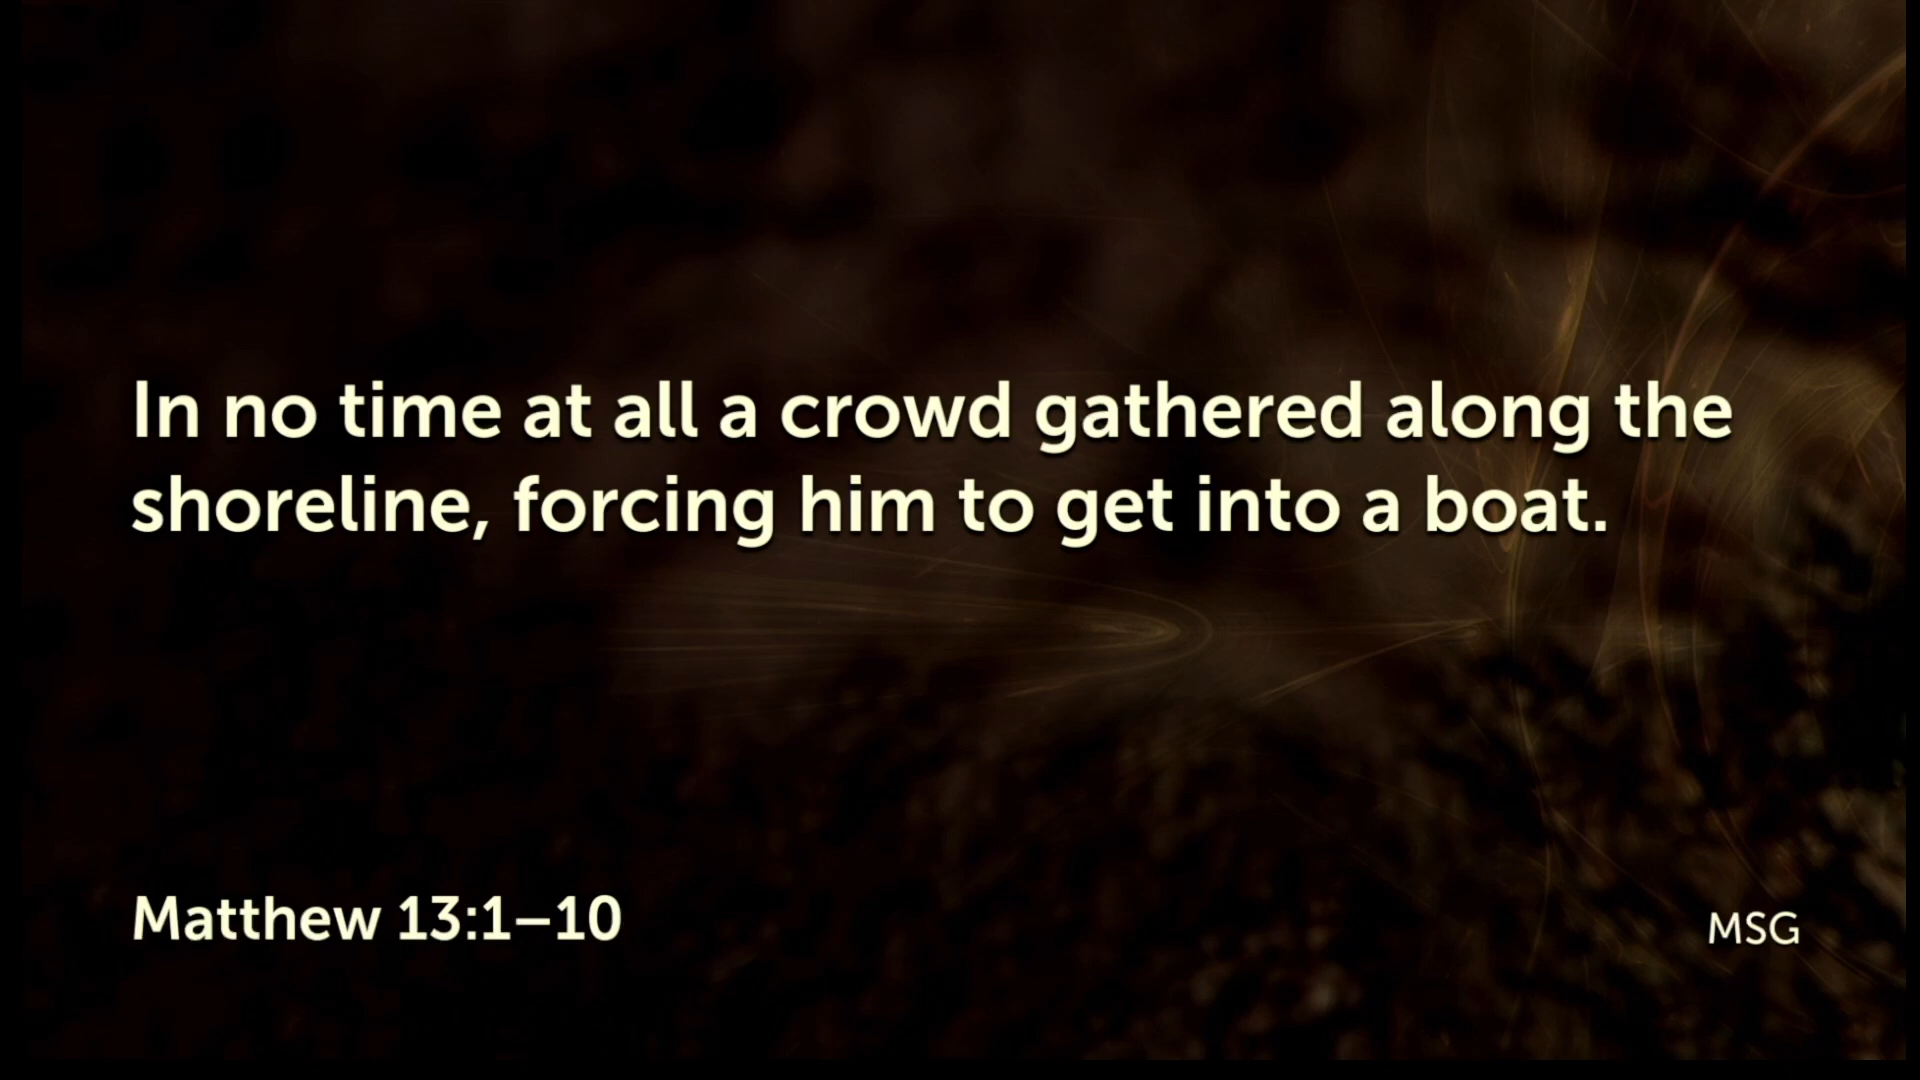 In no time at all a crowd gathered along the
shoreline, forcing him to get into a boat.
Matthew 13:1–10
MSG